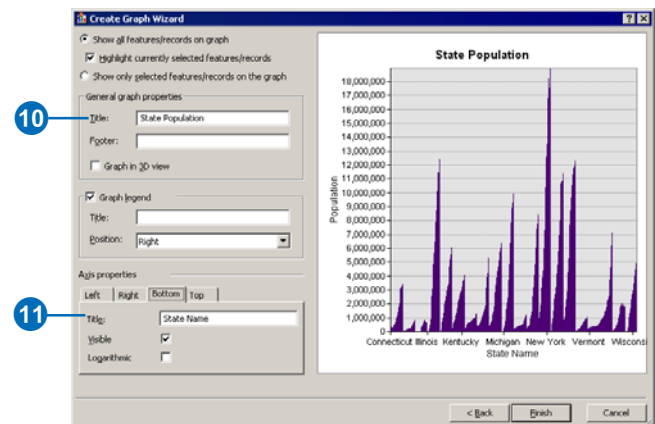 Create Graph Wizard
Show all features/records on graph
Highlight currently selected features/records
Show only selected features/records on the graph
General graph properties
10
Title: State Population
Footer:
Graph in 3D view
Graph legend
Title:
Position: Right
Axis properties
Left Right Bottom Top
11
Title: State Name
Visible
Logarithmic
State Population
18,000,000
17,000,000
16,000,000
15,000,000
14,000,000
13,000,000
12,000,000
11,000,000
10,000,000
9,000,000
8,000,000
7,000,000
6,000,000
5,000,000
4,000,000
3,000,000
2,000,000
1,000,000
0
Population
Connecticut Illinois Kentucky Michigan New York Vermont Wisconsi
State Name
< Back Finish Cancel